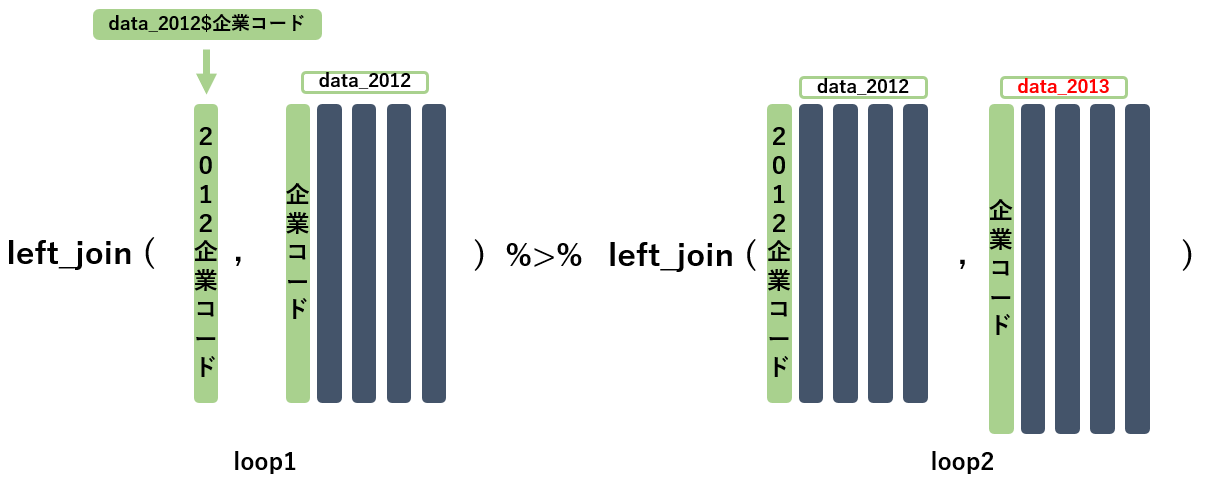 data_2012$企業コード
data_2012
data_2012
data_2013
left_join (
2012企業コード
,
企業コード
)
%>%
left_join (
2012企業コード
,
企業コード
)
loop1
loop2